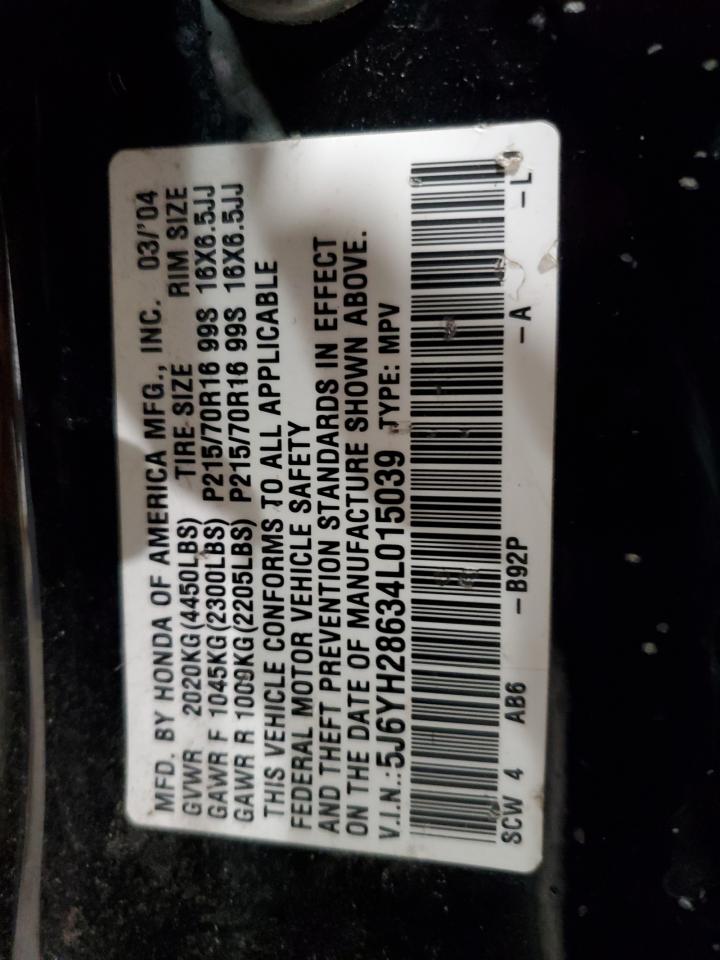 MFD. BY HONDA OF AMERICA MFG., INC. 03/'04
GVWR 2020KG(4450LBS) TIRE SIZE RIM SIZE
GAWR F 1045KG(2300LBS) P215/70R16 99S 16X6.5JJ
GAWR R 1009KG(2205LBS) P215/70R16 99S 16X6.5JJ
THIS VEHICLE CONFORMS TO ALL APPLICABLE
FEDERAL MOTOR VEHICLE SAFETY
AND THEFT PREVENTION STANDARDS IN EFFECT
ON THE DATE OF MANUFACTURE SHOWN ABOVE.
V.I.N.:5J6YH28634L015039 TYPE: MPV
SCW 4 AB6 -B92P -A -L